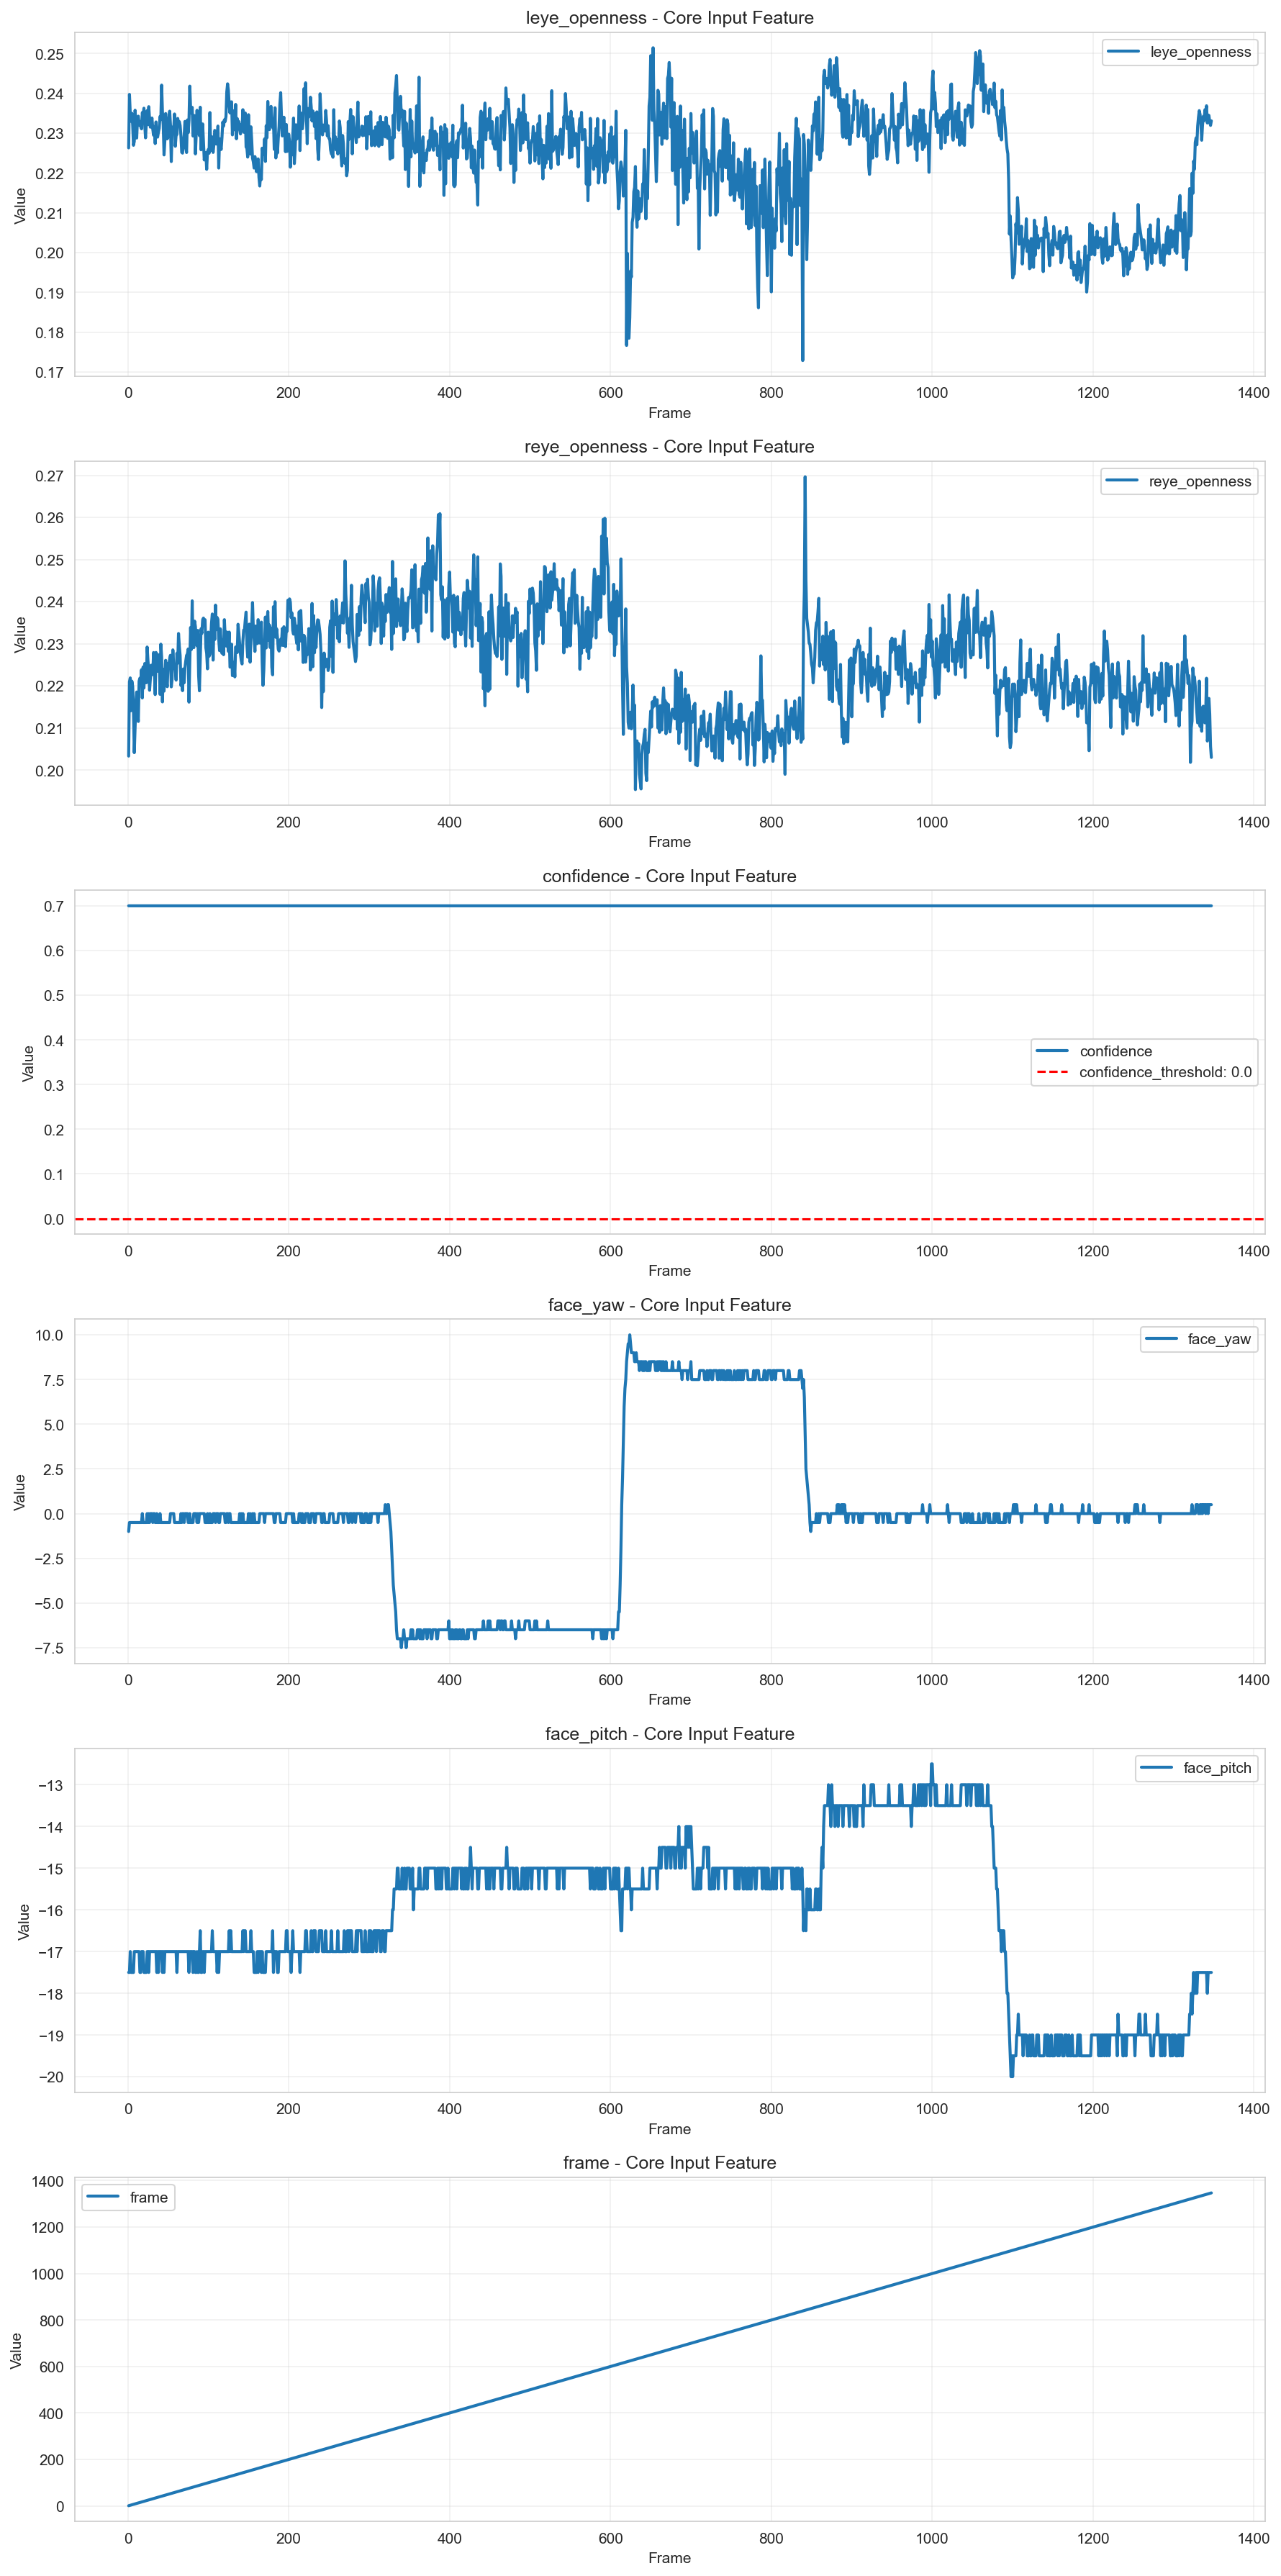 leye_openness - Core Input Feature
0.25
0.24
0.23
0.22
0.21
0.20
0.19
0.18
0.17
Value
leye_openness
0 200 400 600 800 1000 1200 1400
Frame
reye_openness - Core Input Feature
0.27
0.26
0.25
0.24
0.23
0.22
0.21
0.20
Value
reye_openness
0 200 400 600 800 1000 1200 1400
Frame
confidence - Core Input Feature
0.7
0.6
0.5
0.4
0.3
0.2
0.1
0.0
Value
confidence
confidence_threshold: 0.0
0 200 400 600 800 1000 1200 1400
Frame
face_yaw - Core Input Feature
10.0
7.5
5.0
2.5
0.0
−2.5
−5.0
−7.5
Value
face_yaw
0 200 400 600 800 1000 1200 1400
Frame
face_pitch - Core Input Feature
−13
−14
−15
−16
−17
−18
−19
−20
Value
face_pitch
0 200 400 600 800 1000 1200 1400
Frame
frame - Core Input Feature
1400
1200
1000
800
600
400
200
0
Value
frame
0 200 400 600 800 1000 1200 1400
Frame